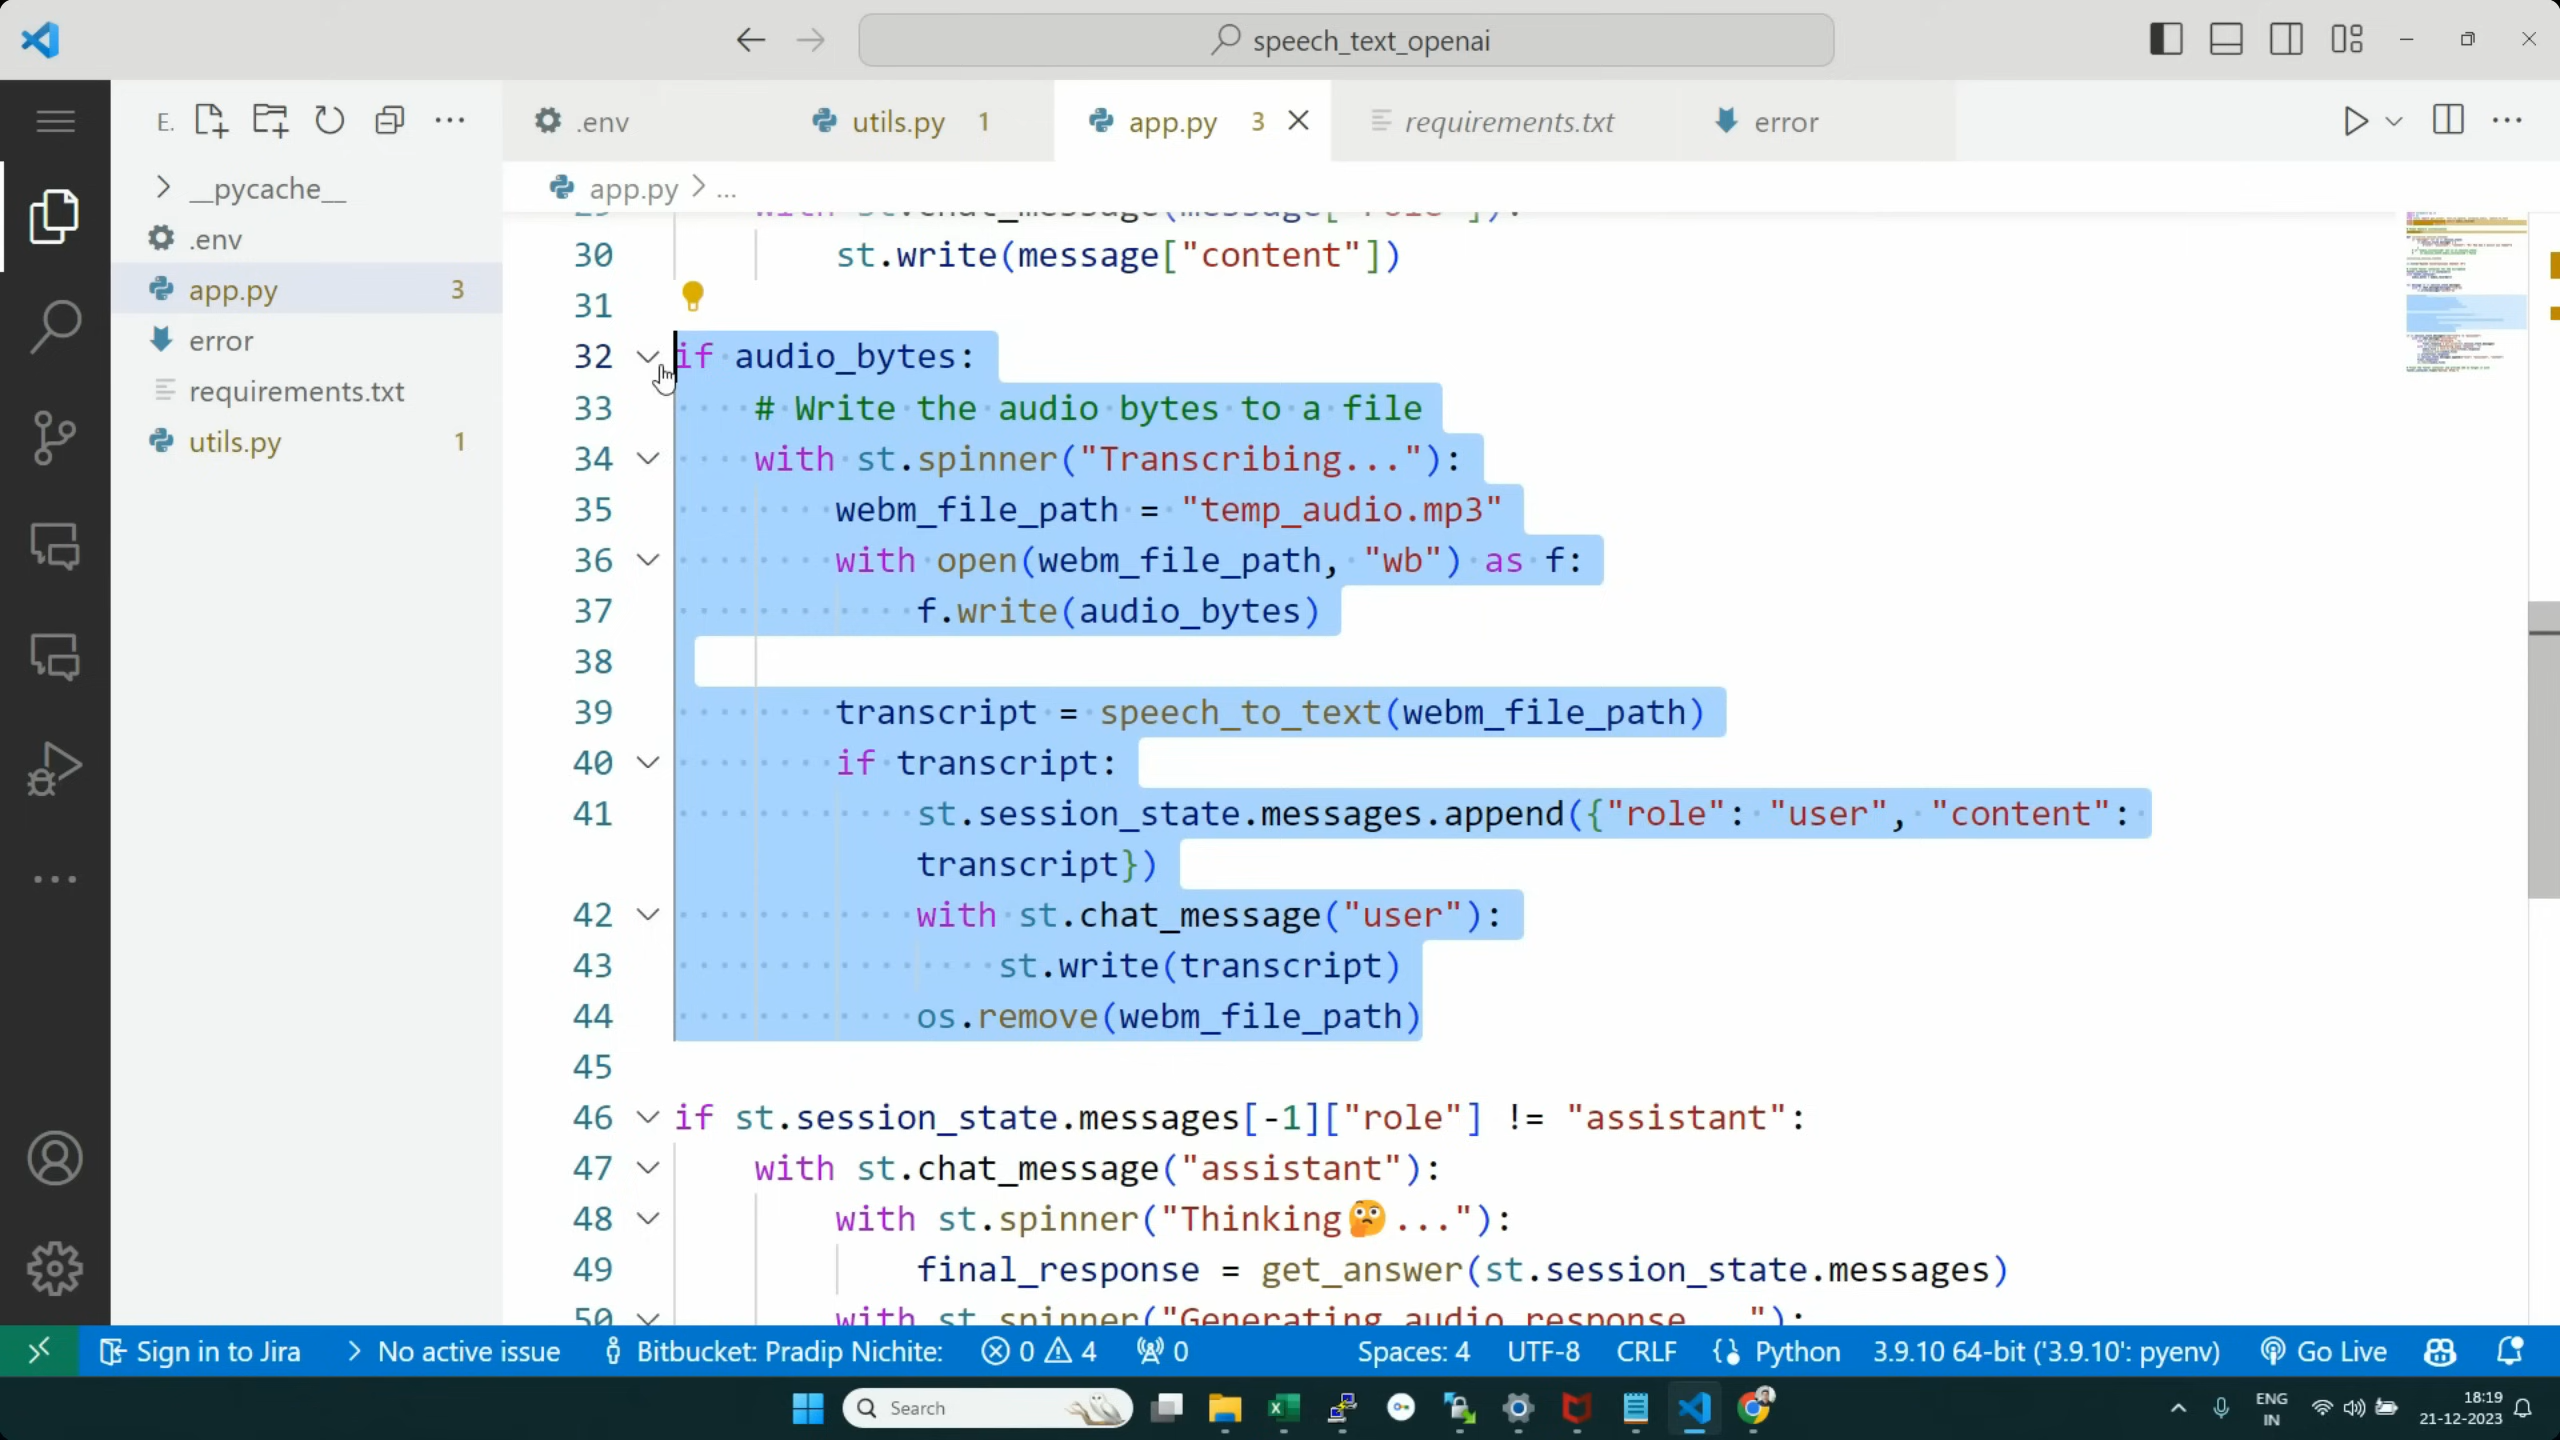 speech_text_openai
E.
.env
utils.py 1
app.py 3
requirements.txt
error
app.py > ...
__pycache__
.env
app.py 3
error
requirements.txt
utils.py 1
29 with st.chat_message(message["role"]):
30 st.write(message["content"])
31
32 if audio_bytes:
33 # Write the audio bytes to a file
34 with st.spinner("Transcribing..."):
35 webm_file_path = "temp_audio.mp3"
36 with open(webm_file_path, "wb") as f:
37 f.write(audio_bytes)
38
39 transcript = speech_to_text(webm_file_path)
40 if transcript:
41 st.session_state.messages.append({"role": "user", "content":
transcript})
42 with st.chat_message("user"):
43 st.write(transcript)
44 os.remove(webm_file_path)
45
46 if st.session_state.messages[-1]["role"] != "assistant":
47 with st.chat_message("assistant"):
48 with st.spinner("Thinking🤔..."):
49 final_response = get_answer(st.session_state.messages)
50 with st.spinner("Generating audio response..."):
Sign in to Jira
No active issue
Bitbucket: Pradip Nichite:
0 4
0
Spaces: 4
UTF-8
CRLF
Python
3.9.10 64-bit ('3.9.10': pyenv)
Go Live
Search
ENG
IN
18:19
21-12-2023